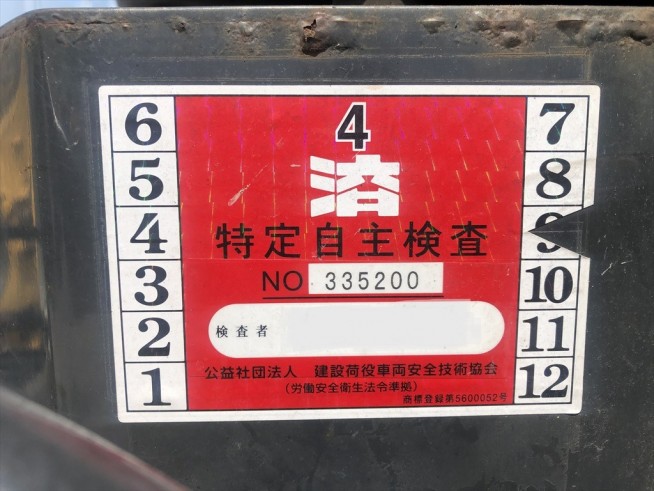 6
5
4
3
2
1
4
済
特定自主検査
NO 335200
検査者
公益社団法人 建設荷役車両安全技術協会
(労働安全衛生法令準拠)
商標登録第5600052号
7
8
9
10
11
12